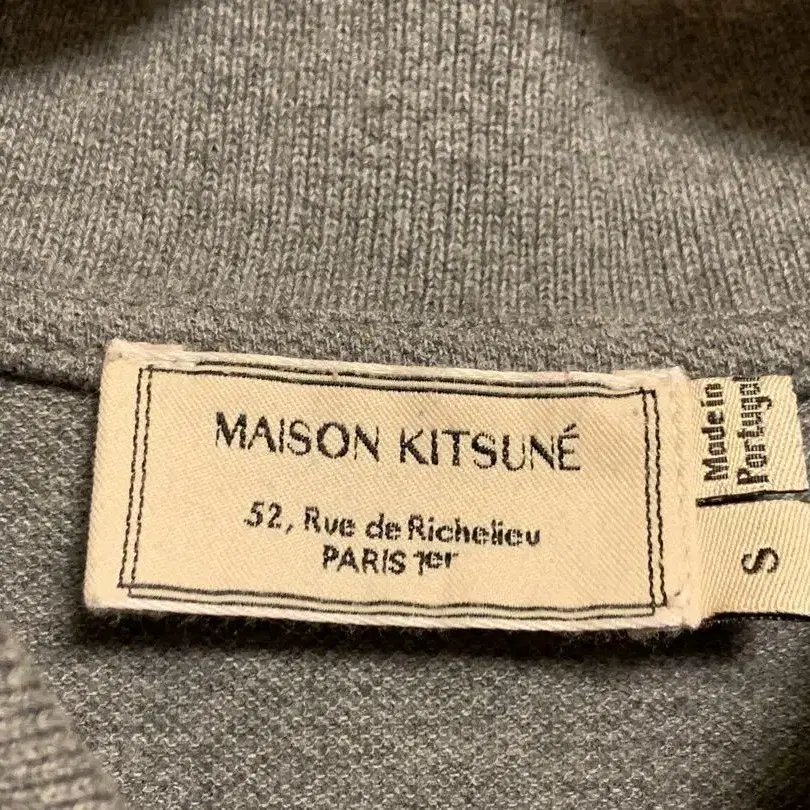 MAISON KITSUNÉ
52, Rue de Richelieu
PARIS 1er
Made in
Portugal
S